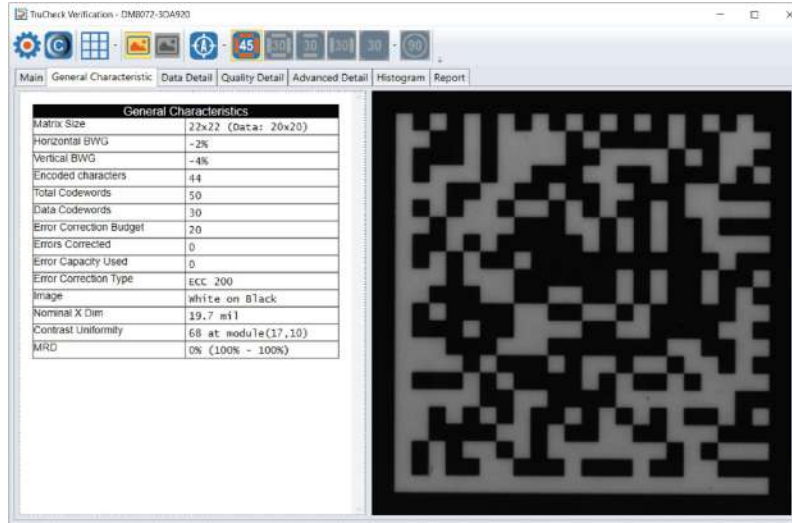 TruCheck Verification - DM8072-3DA920
45 30 30 30 30 90
Main General Characteristic Data Detail Quality Detail Advanced Detail Histogram Report
General Characteristics
Matrix Size 22x22 (Data: 20x20)
Horizontal BWG -2%
Vertical BWG -4%
Encoded characters 44
Total Codewords 50
Data Codewords 30
Error Correction Budget 20
Errors Corrected 0
Error Capacity Used 0
Error Correction Type ECC 200
Image White on Black
Nominal X Dim 19.7 mil
Contrast Uniformity 68 at module(17,10)
MRD 0% (100% - 100%)